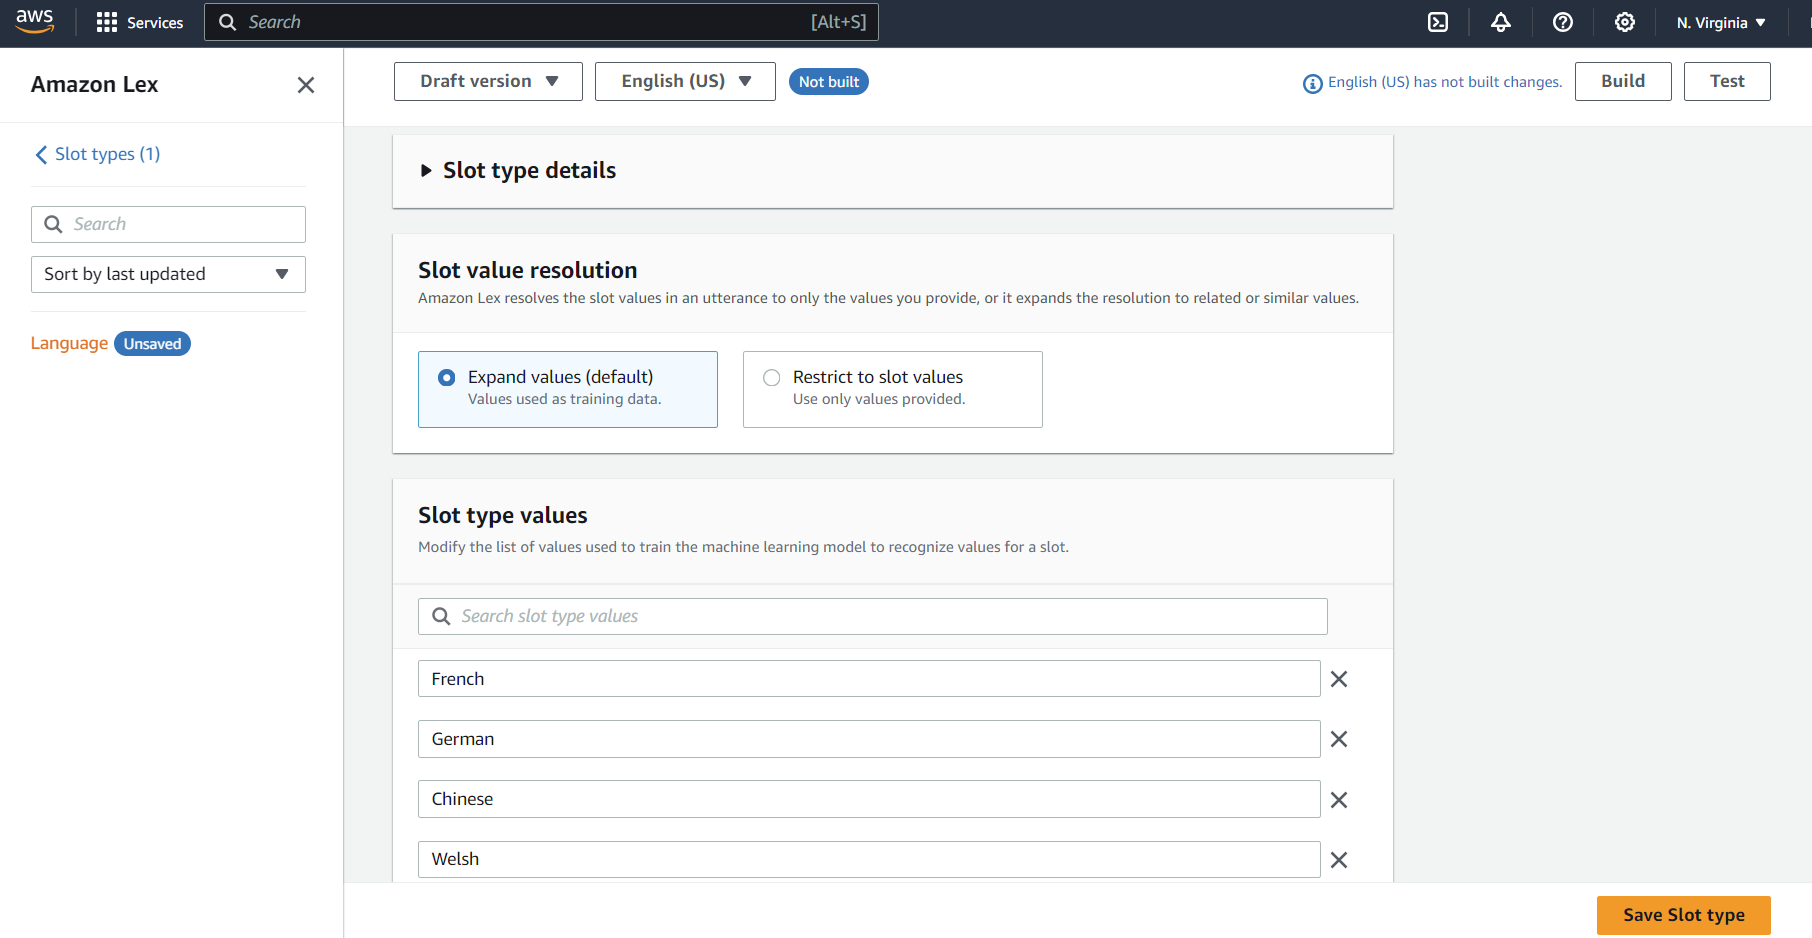 aws
Services
Search
[Alt+S]
N. Virginia
Amazon Lex
Draft version
English (US)
Not built
English (US) has not built changes.
Build
Test
Slot types (1)
Search
Sort by last updated
Language
Unsaved
Slot type details
Slot value resolution
Amazon Lex resolves the slot values in an utterance to only the values you provide, or it expands the resolution to related or similar values.
Expand values (default)
Values used as training data.
Restrict to slot values
Use only values provided.
Slot type values
Modify the list of values used to train the machine learning model to recognize values for a slot.
Search slot type values
French
German
Chinese
Welsh
Save Slot type